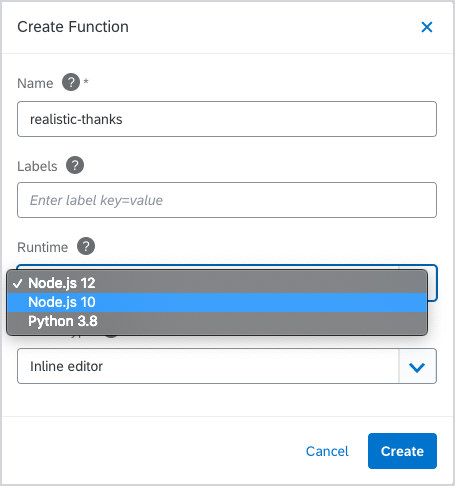 Create Function
Name ? *
realistic-thanks
Labels ?
Enter label key=value
Runtime ?
✓ Node.js 12
Node.js 10
Python 3.8
Inline editor
Cancel Create